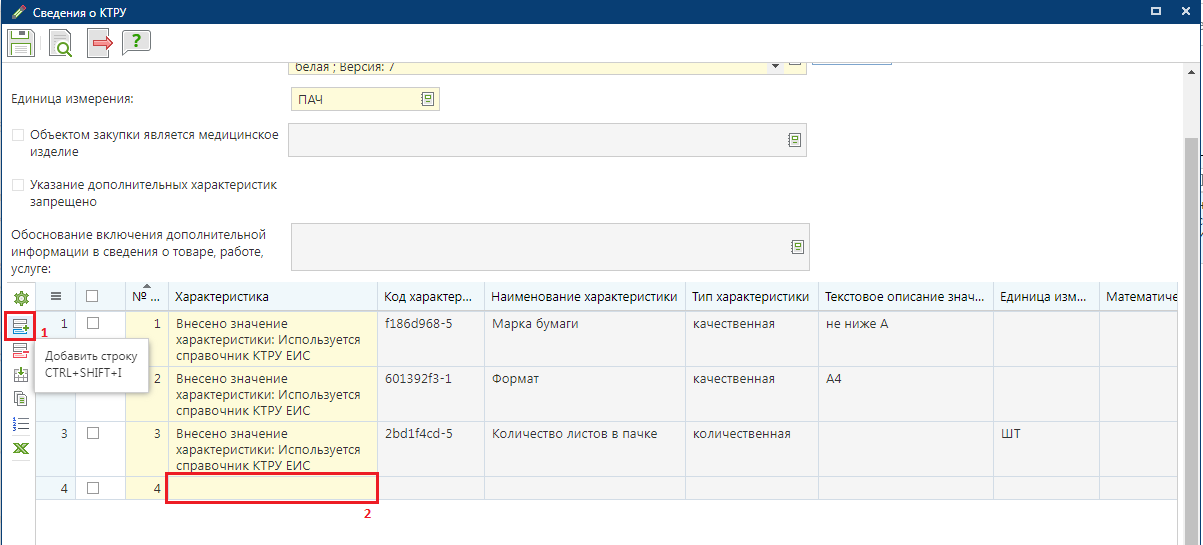 Сведения о КТРУ
?
белая ; Версия: 7
Единица измерения:
ПАЧ
Объектом закупки является медицинское
изделие
Указание дополнительных характеристик
запрещено
Обоснование включения дополнительной
информации в сведения о товаре, работе,
услуге:
№ ... Характеристика Код характер... Наименование характеристики Тип характеристики Текстовое описание знач... Единица изм... Математиче
1 1 1 Внесено значение характеристики: Используется справочник КТРУ ЕИС f186d968-5 Марка бумаги качественная не ниже А
Добавить строку
CTRL+SHIFT+I
2 Внесено значение характеристики: Используется справочник КТРУ ЕИС 601392f3-1 Формат качественная А4
3 3 Внесено значение характеристики: Используется справочник КТРУ ЕИС 2bd1f4cd-5 Количество листов в пачке количественная ШТ
4 4
2